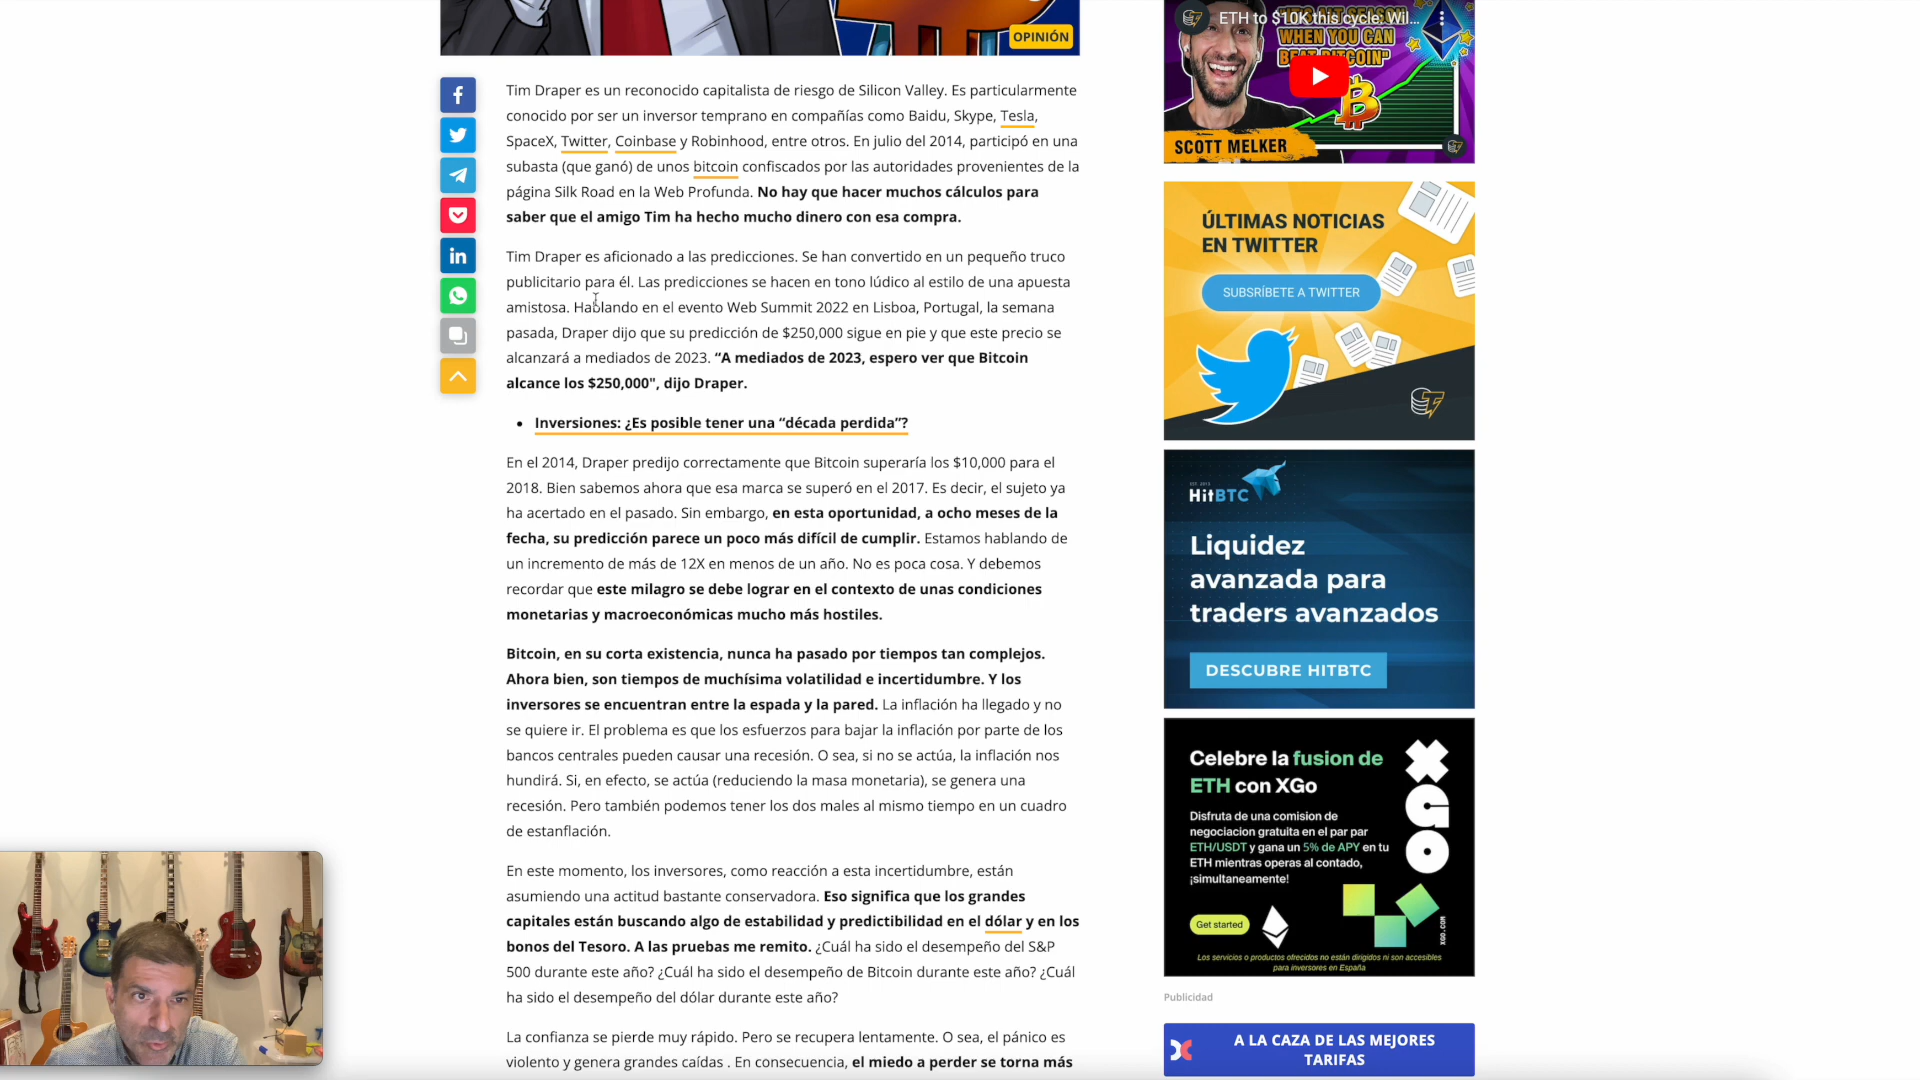 OPINIÓN
Tim Draper es un reconocido capitalista de riesgo de Silicon Valley. Es particularmente
conocido por ser un inversor temprano en compañías como Baidu, Skype, Tesla,
SpaceX, Twitter, Coinbase y Robinhood, entre otros. En julio del 2014, participó en una
subasta (que ganó) de unos bitcoin confiscados por las autoridades provenientes de la
página Silk Road en la Web Profunda. No hay que hacer muchos cálculos para
saber que el amigo Tim ha hecho mucho dinero con esa compra.
Tim Draper es aficionado a las predicciones. Se han convertido en un pequeño truco
publicitario para él. Las predicciones se hacen en tono lúdico al estilo de una apuesta
amistosa. Hablando en el evento Web Summit 2022 en Lisboa, Portugal, la semana
pasada, Draper dijo que su predicción de $250,000 sigue en pie y que este precio se
alcanzará a mediados de 2023. “A mediados de 2023, espero ver que Bitcoin
alcance los $250,000", dijo Draper.
• Inversiones: ¿Es posible tener una “década perdida”?
En el 2014, Draper predijo correctamente que Bitcoin superaría los $10,000 para el
2018. Bien sabemos ahora que esa marca se superó en el 2017. Es decir, el sujeto ya
ha acertado en el pasado. Sin embargo, en esta oportunidad, a ocho meses de la
fecha, su predicción parece un poco más difícil de cumplir. Estamos hablando de
un incremento de más de 12X en menos de un año. No es poca cosa. Y debemos
recordar que este milagro se debe lograr en el contexto de unas condiciones
monetarias y macroeconómicas mucho más hostiles.
Bitcoin, en su corta existencia, nunca ha pasado por tiempos tan complejos.
Ahora bien, son tiempos de muchísima volatilidad e incertidumbre. Y los
inversores se encuentran entre la espada y la pared. La inflación ha llegado y no
se quiere ir. El problema es que los esfuerzos para bajar la inflación por parte de los
bancos centrales pueden causar una recesión. O sea, si no se actúa, la inflación nos
hundirá. Si, en efecto, se actúa (reduciendo la masa monetaria), se genera una
recesión. Pero también podemos tener los dos males al mismo tiempo en un cuadro
de estanflación.
En este momento, los inversores, como reacción a esta incertidumbre, están
asumiendo una actitud bastante conservadora. Eso significa que los grandes
capitales están buscando algo de estabilidad y predictibilidad en el dólar y en los
bonos del Tesoro. A las pruebas me remito. ¿Cuál ha sido el desempeño del S&P
500 durante este año? ¿Cuál ha sido el desempeño de Bitcoin durante este año? ¿Cuál
ha sido el desempeño del dólar durante este año?
La confianza se pierde muy rápido. Pero se recupera lentamente. O sea, el pánico es
violento y genera grandes caídas . En consecuencia, el miedo a perder se torna más
ETH to $10K this cycle: Wil...
WHEN YOU CAN
BEAT BITCOIN"
SCOTT MELKER
ÚLTIMAS NOTICIAS
EN TWITTER
SUBSRÍBETE A TWITTER
HitBTC
Liquidez
avanzada para
traders avanzados
DESCUBRE HITBTC
Celebre la fusion de
ETH con XGo
Disfruta de una comision de
negociacion gratuita en el par par
ETH/USDT y gana un 5% de APY en tu
ETH mientras operas al contado,
¡simultaneamente!
Get started
XGO
XGO.COM
Los servicios o productos ofrecidos no están dirigidos ni son accesibles
para inversores en España
Publicidad
A LA CAZA DE LAS MEJORES
TARIFAS